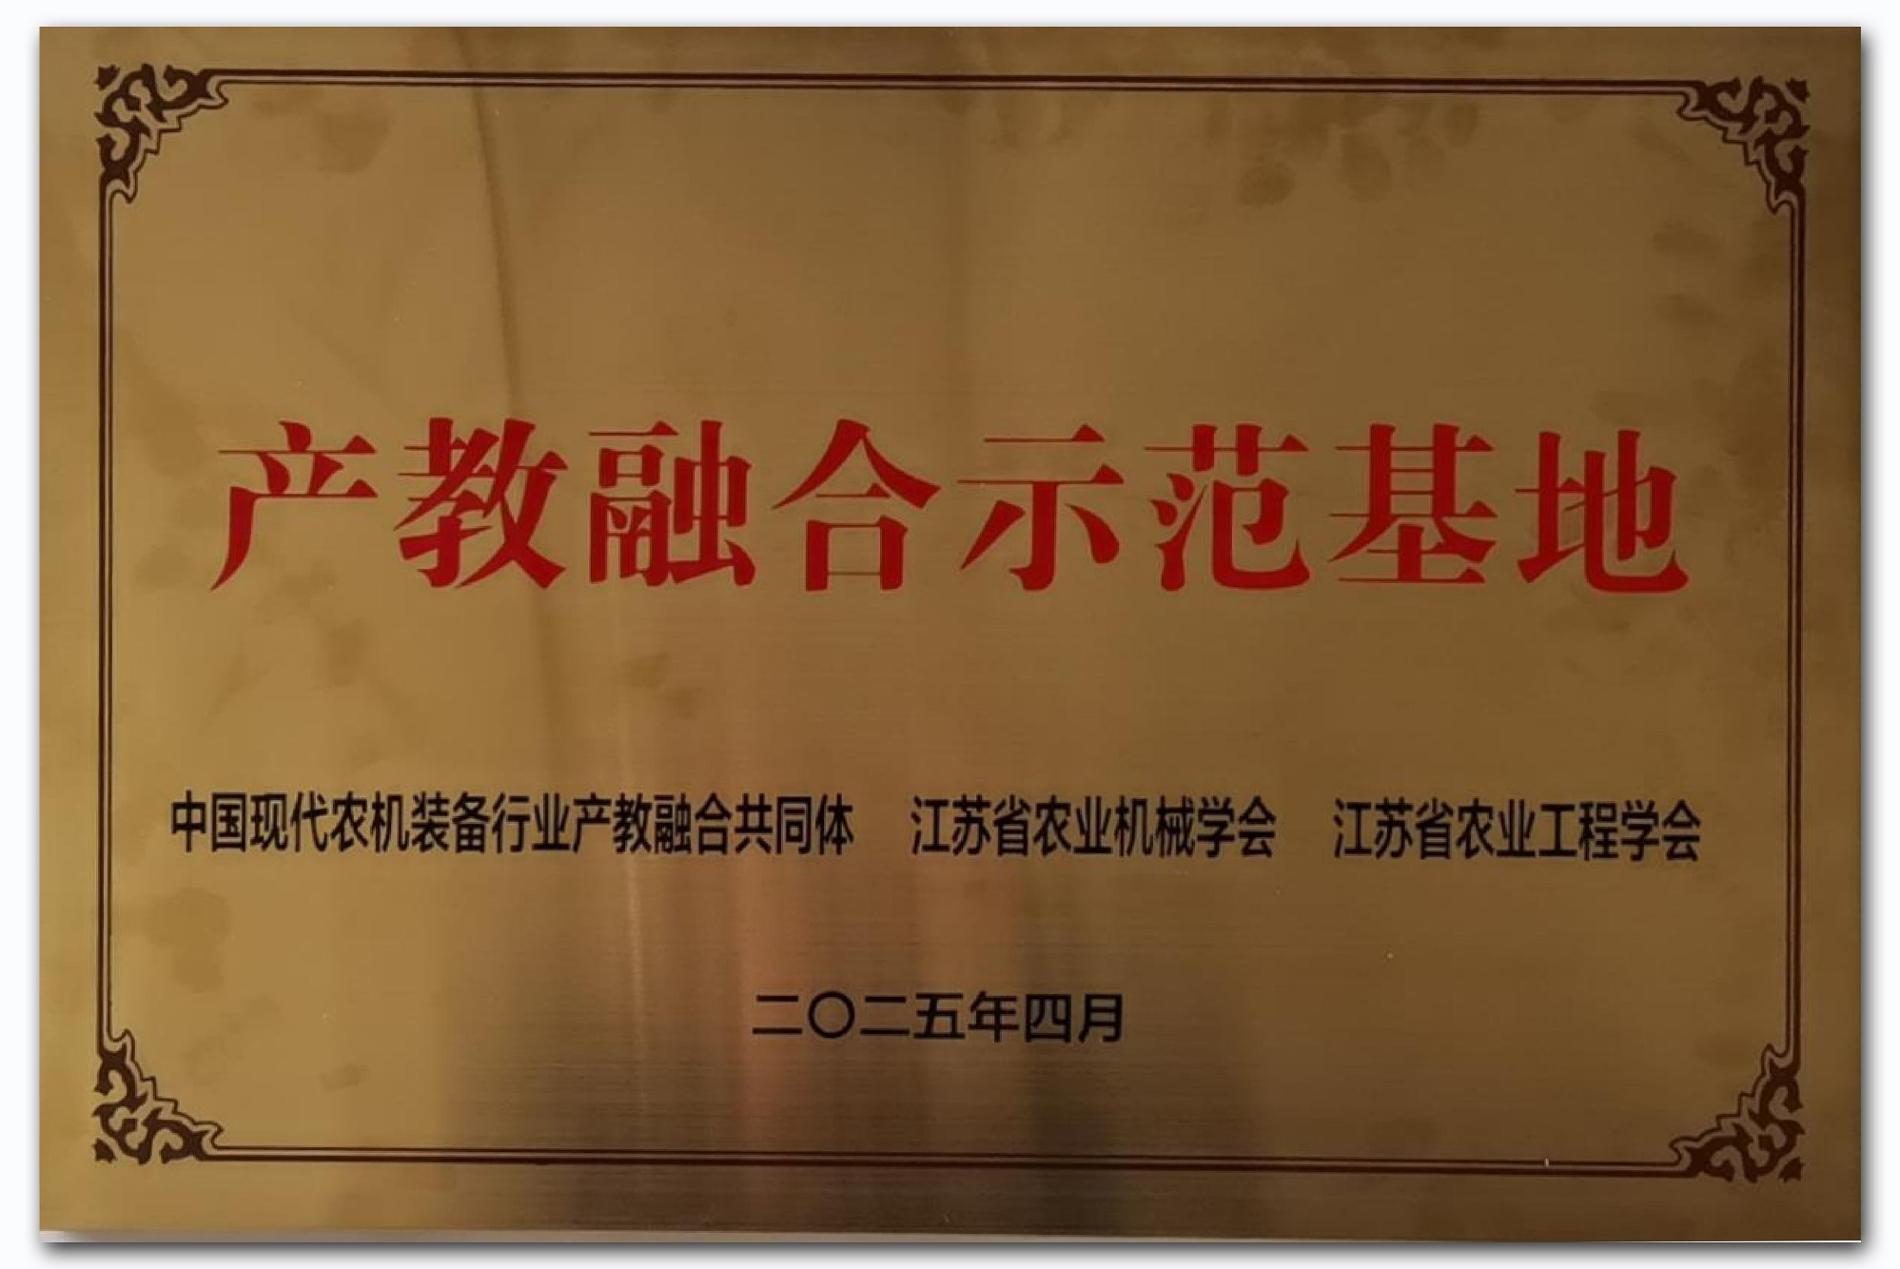 产教融合示范基地
中国现代农机装备行业产教融合共同体 江苏省农业机械学会 江苏省农业工程学会
二〇二五年四月